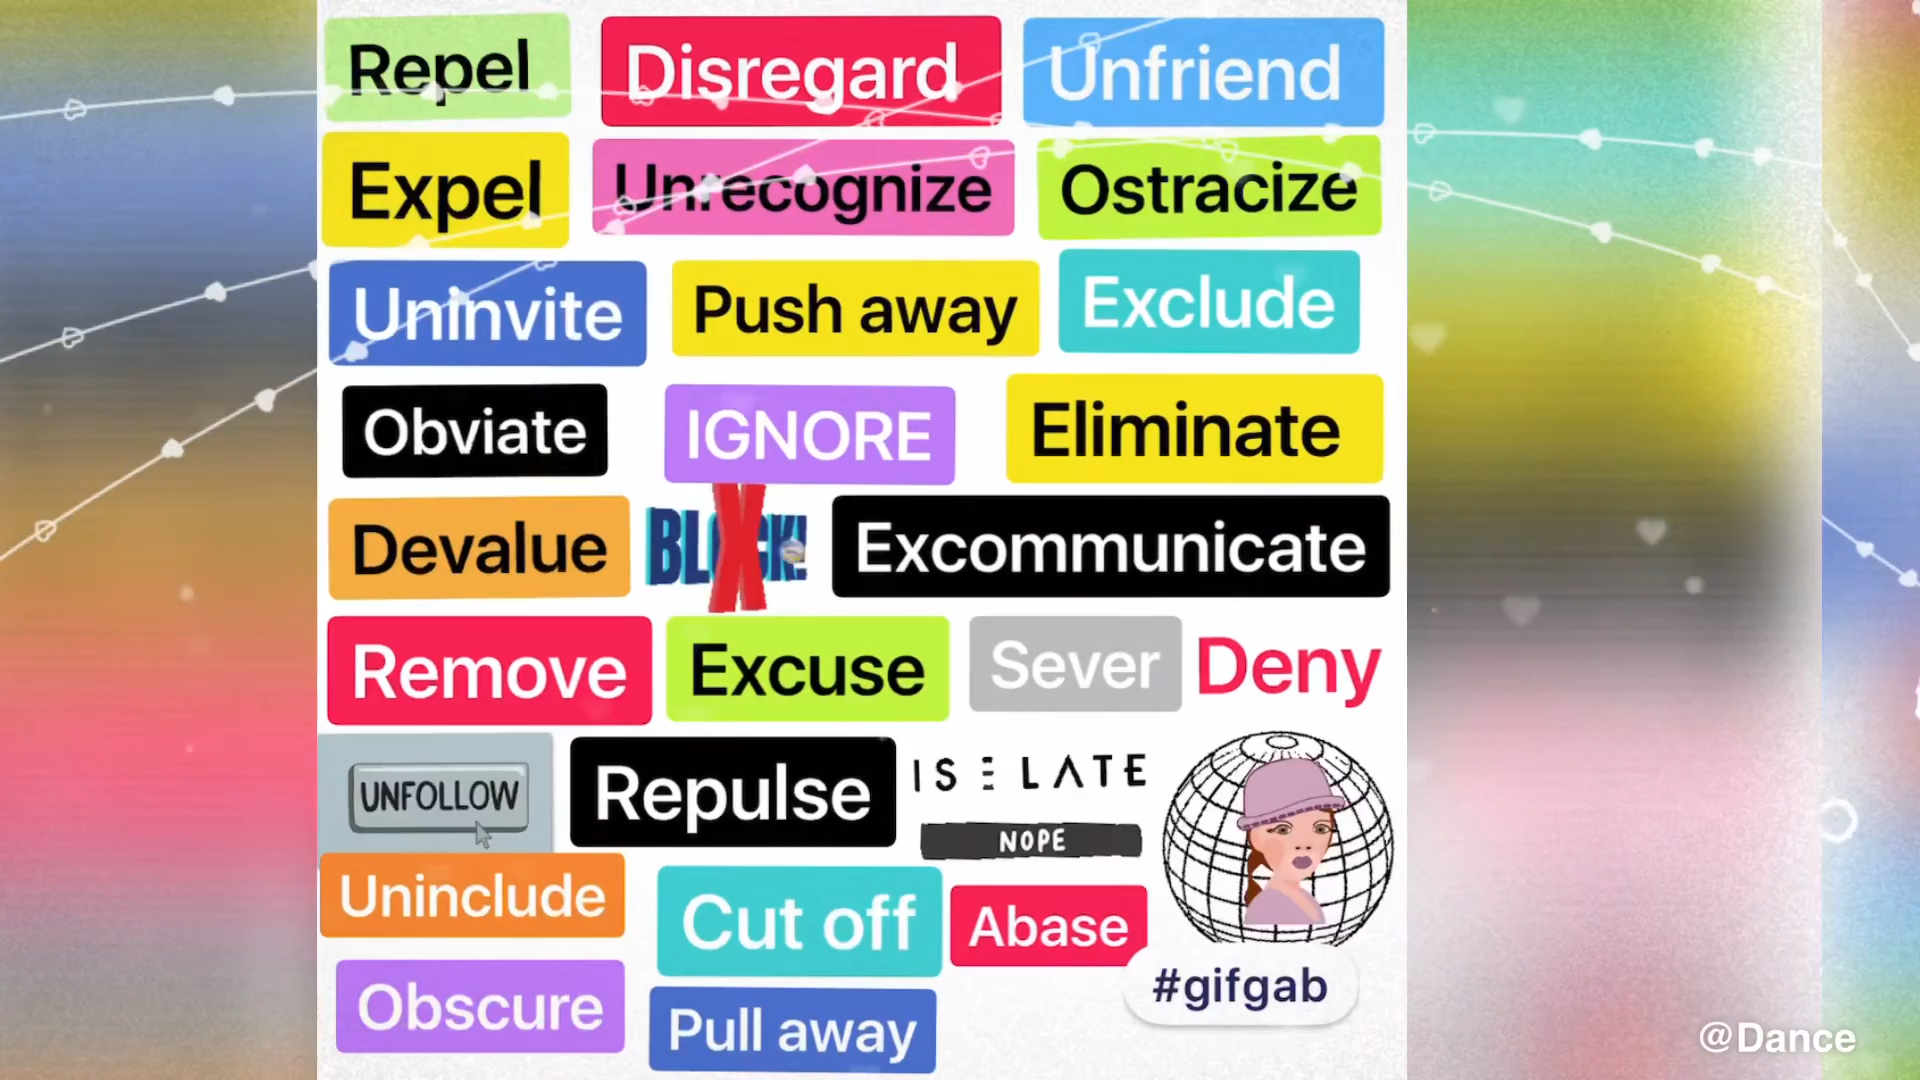 Repel Disregard Unfriend
Expel Unrecognize Ostracize
Uninvite Push away Exclude
Obviate IGNORE Eliminate
Devalue BLOCK! Excommunicate
Remove Excuse Sever Deny
UNFOLLOW Repulse ISOLATE
NOPE
Uninclude Cut off Abase
Obscure Pull away #gifgab
@Dance